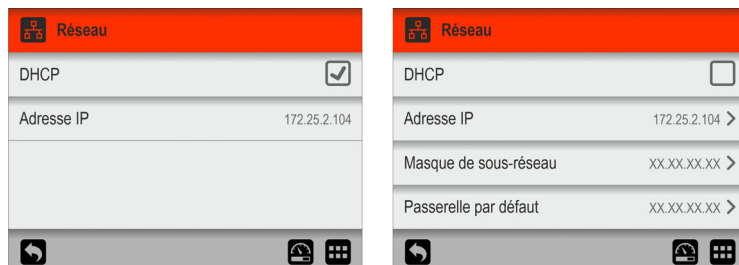 Réseau
DHCP
Adresse IP 172.25.2.104
Réseau
DHCP
Adresse IP 172.25.2.104
Masque de sous-réseau XX.XX.XX.XX
Passerelle par défaut XX.XX.XX.XX